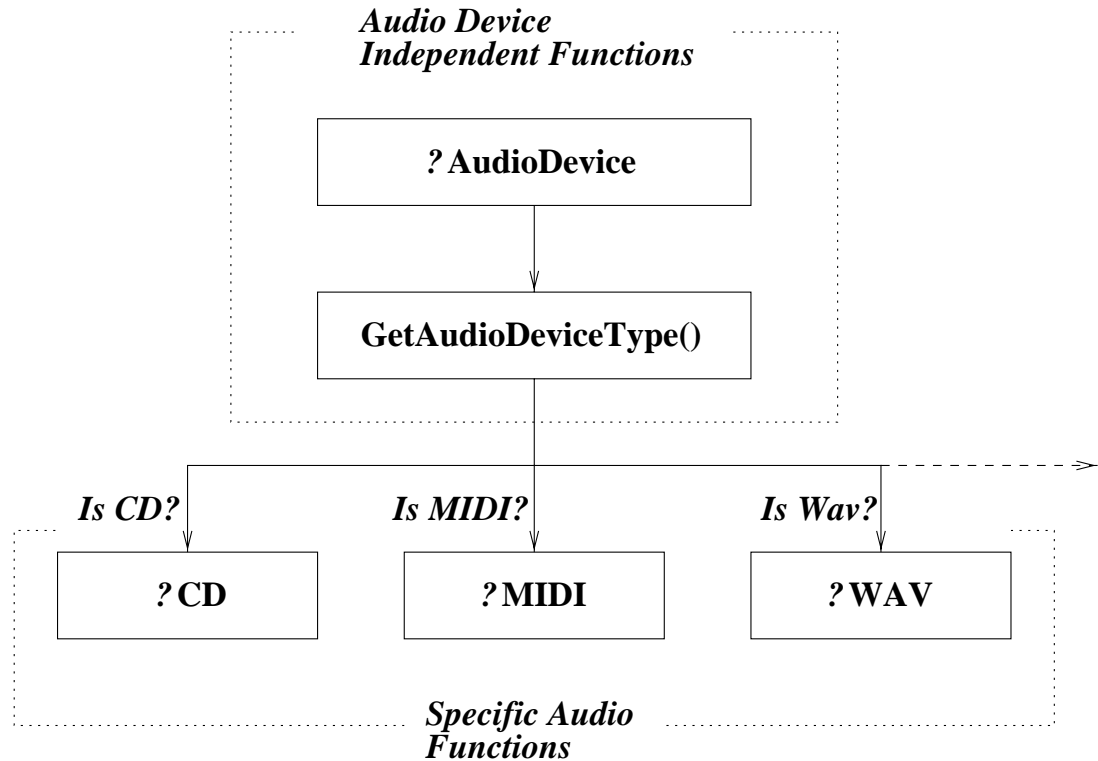 Audio Device
Independent Functions
? AudioDevice
GetAudioDeviceType()
Is CD?
Is MIDI?
Is Wav?
? CD
? MIDI
? WAV
Specific Audio
Functions